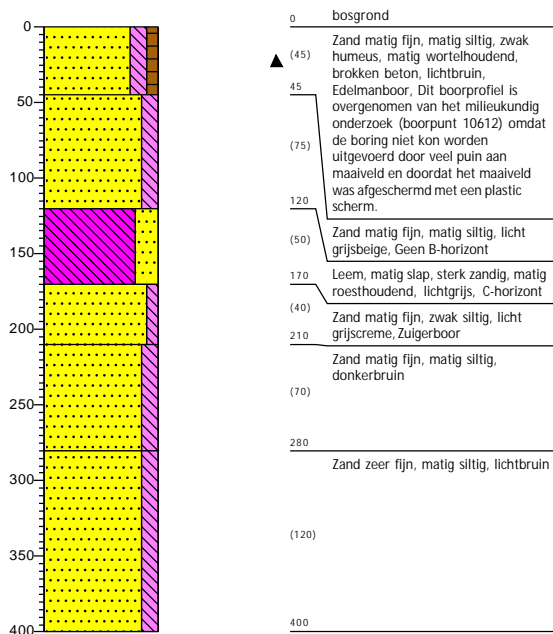 0
50
100
150
200
250
300
350
400
0
bosgrond
(45)
Zand matig fijn, matig siltig, zwak
humeus, matig wortelhoudend,
brokken beton, lichtbruin,
Edelmanboor, Dit boorprofiel is
overgenomen van het milieukundig
onderzoek (boorpunt 10612) omdat
de boring niet kon worden
uitgevoerd door veel puin aan
maaiveld en doordat het maaiveld
was afgeschermd met een plastic
scherm.
45
(75)
Zand matig fijn, matig siltig, licht
grijsbeige, Geen B-horizont
120
(50)
Leem, matig slap, sterk zandig, matig
roesthoudend, lichtgrijs, C-horizont
170
(40)
Zand matig fijn, zwak siltig, licht
grijscreme, Zuigerboor
210
(70)
Zand matig fijn, matig siltig,
donkerbruin
280
Zand zeer fijn, matig siltig, lichtbruin
(120)
400